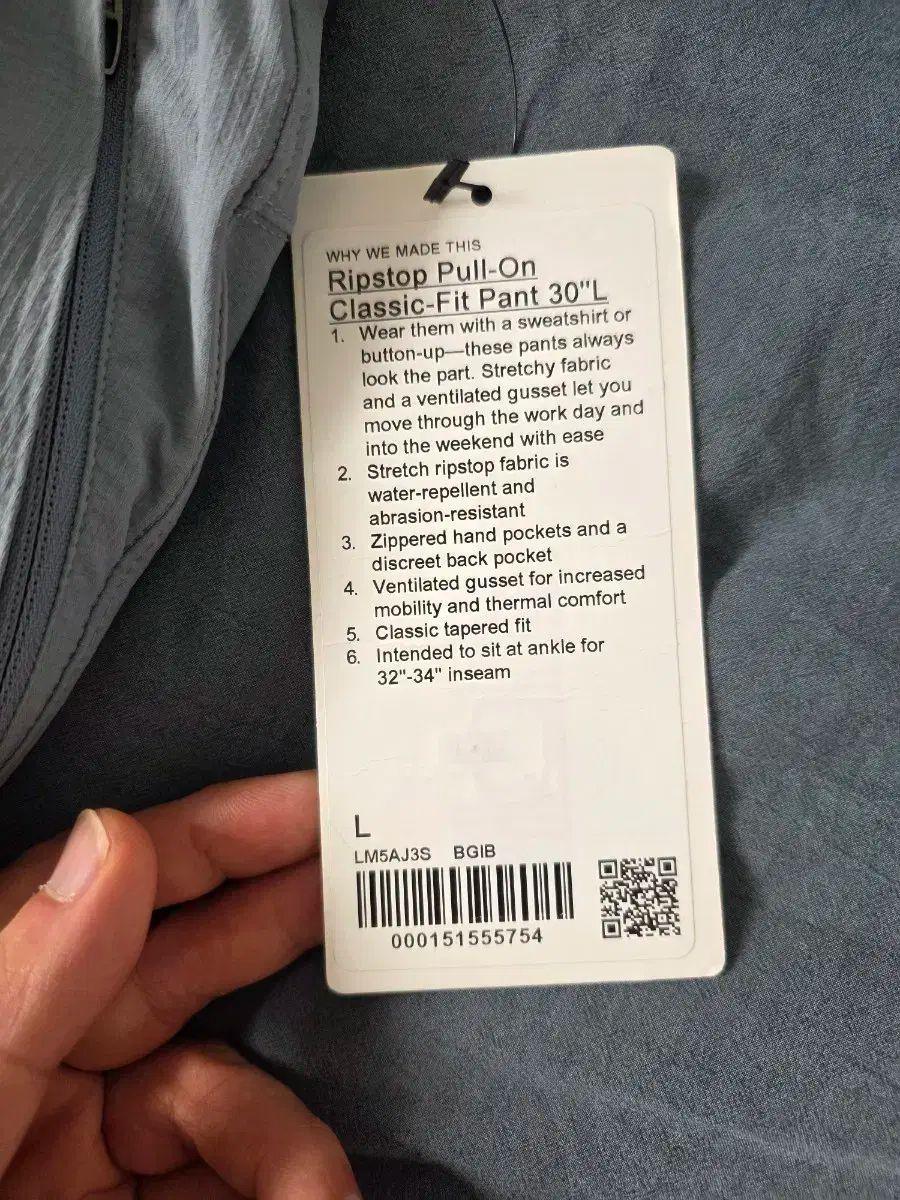 WHY WE MADE THIS
Ripstop Pull-On
Classic-Fit Pant 30"L
1. Wear them with a sweatshirt or
button-up—these pants always
look the part. Stretchy fabric
and a ventilated gusset let you
move through the work day and
into the weekend with ease
2. Stretch ripstop fabric is
water-repellent and
abrasion-resistant
3. Zippered hand pockets and a
discreet back pocket
4. Ventilated gusset for increased
mobility and thermal comfort
5. Classic tapered fit
6. Intended to sit at ankle for
32"-34" inseam
L
LM5AJ3S BGIB
000151555754